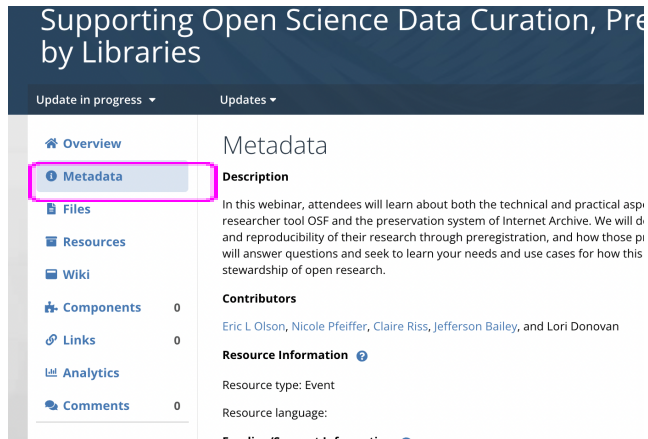 Supporting Open Science Data Curation, Pre
by Libraries
Update in progress
Updates
Overview
Metadata
Files
Resources
Wiki
Components 0
Links 0
Analytics
Comments 0
Metadata
Description
In this webinar, attendees will learn about both the technical and practical asp
researcher tool OSF and the preservation system of Internet Archive. We will d
and reproducibility of their research through preregistration, and how those p
will answer questions and seek to learn your needs and use cases for how this
stewardship of open research.
Contributors
Eric L Olson, Nicole Pfeiffer, Claire Riss, Jefferson Bailey, and Lori Donovan
Resource Information
Resource type: Event
Resource language: